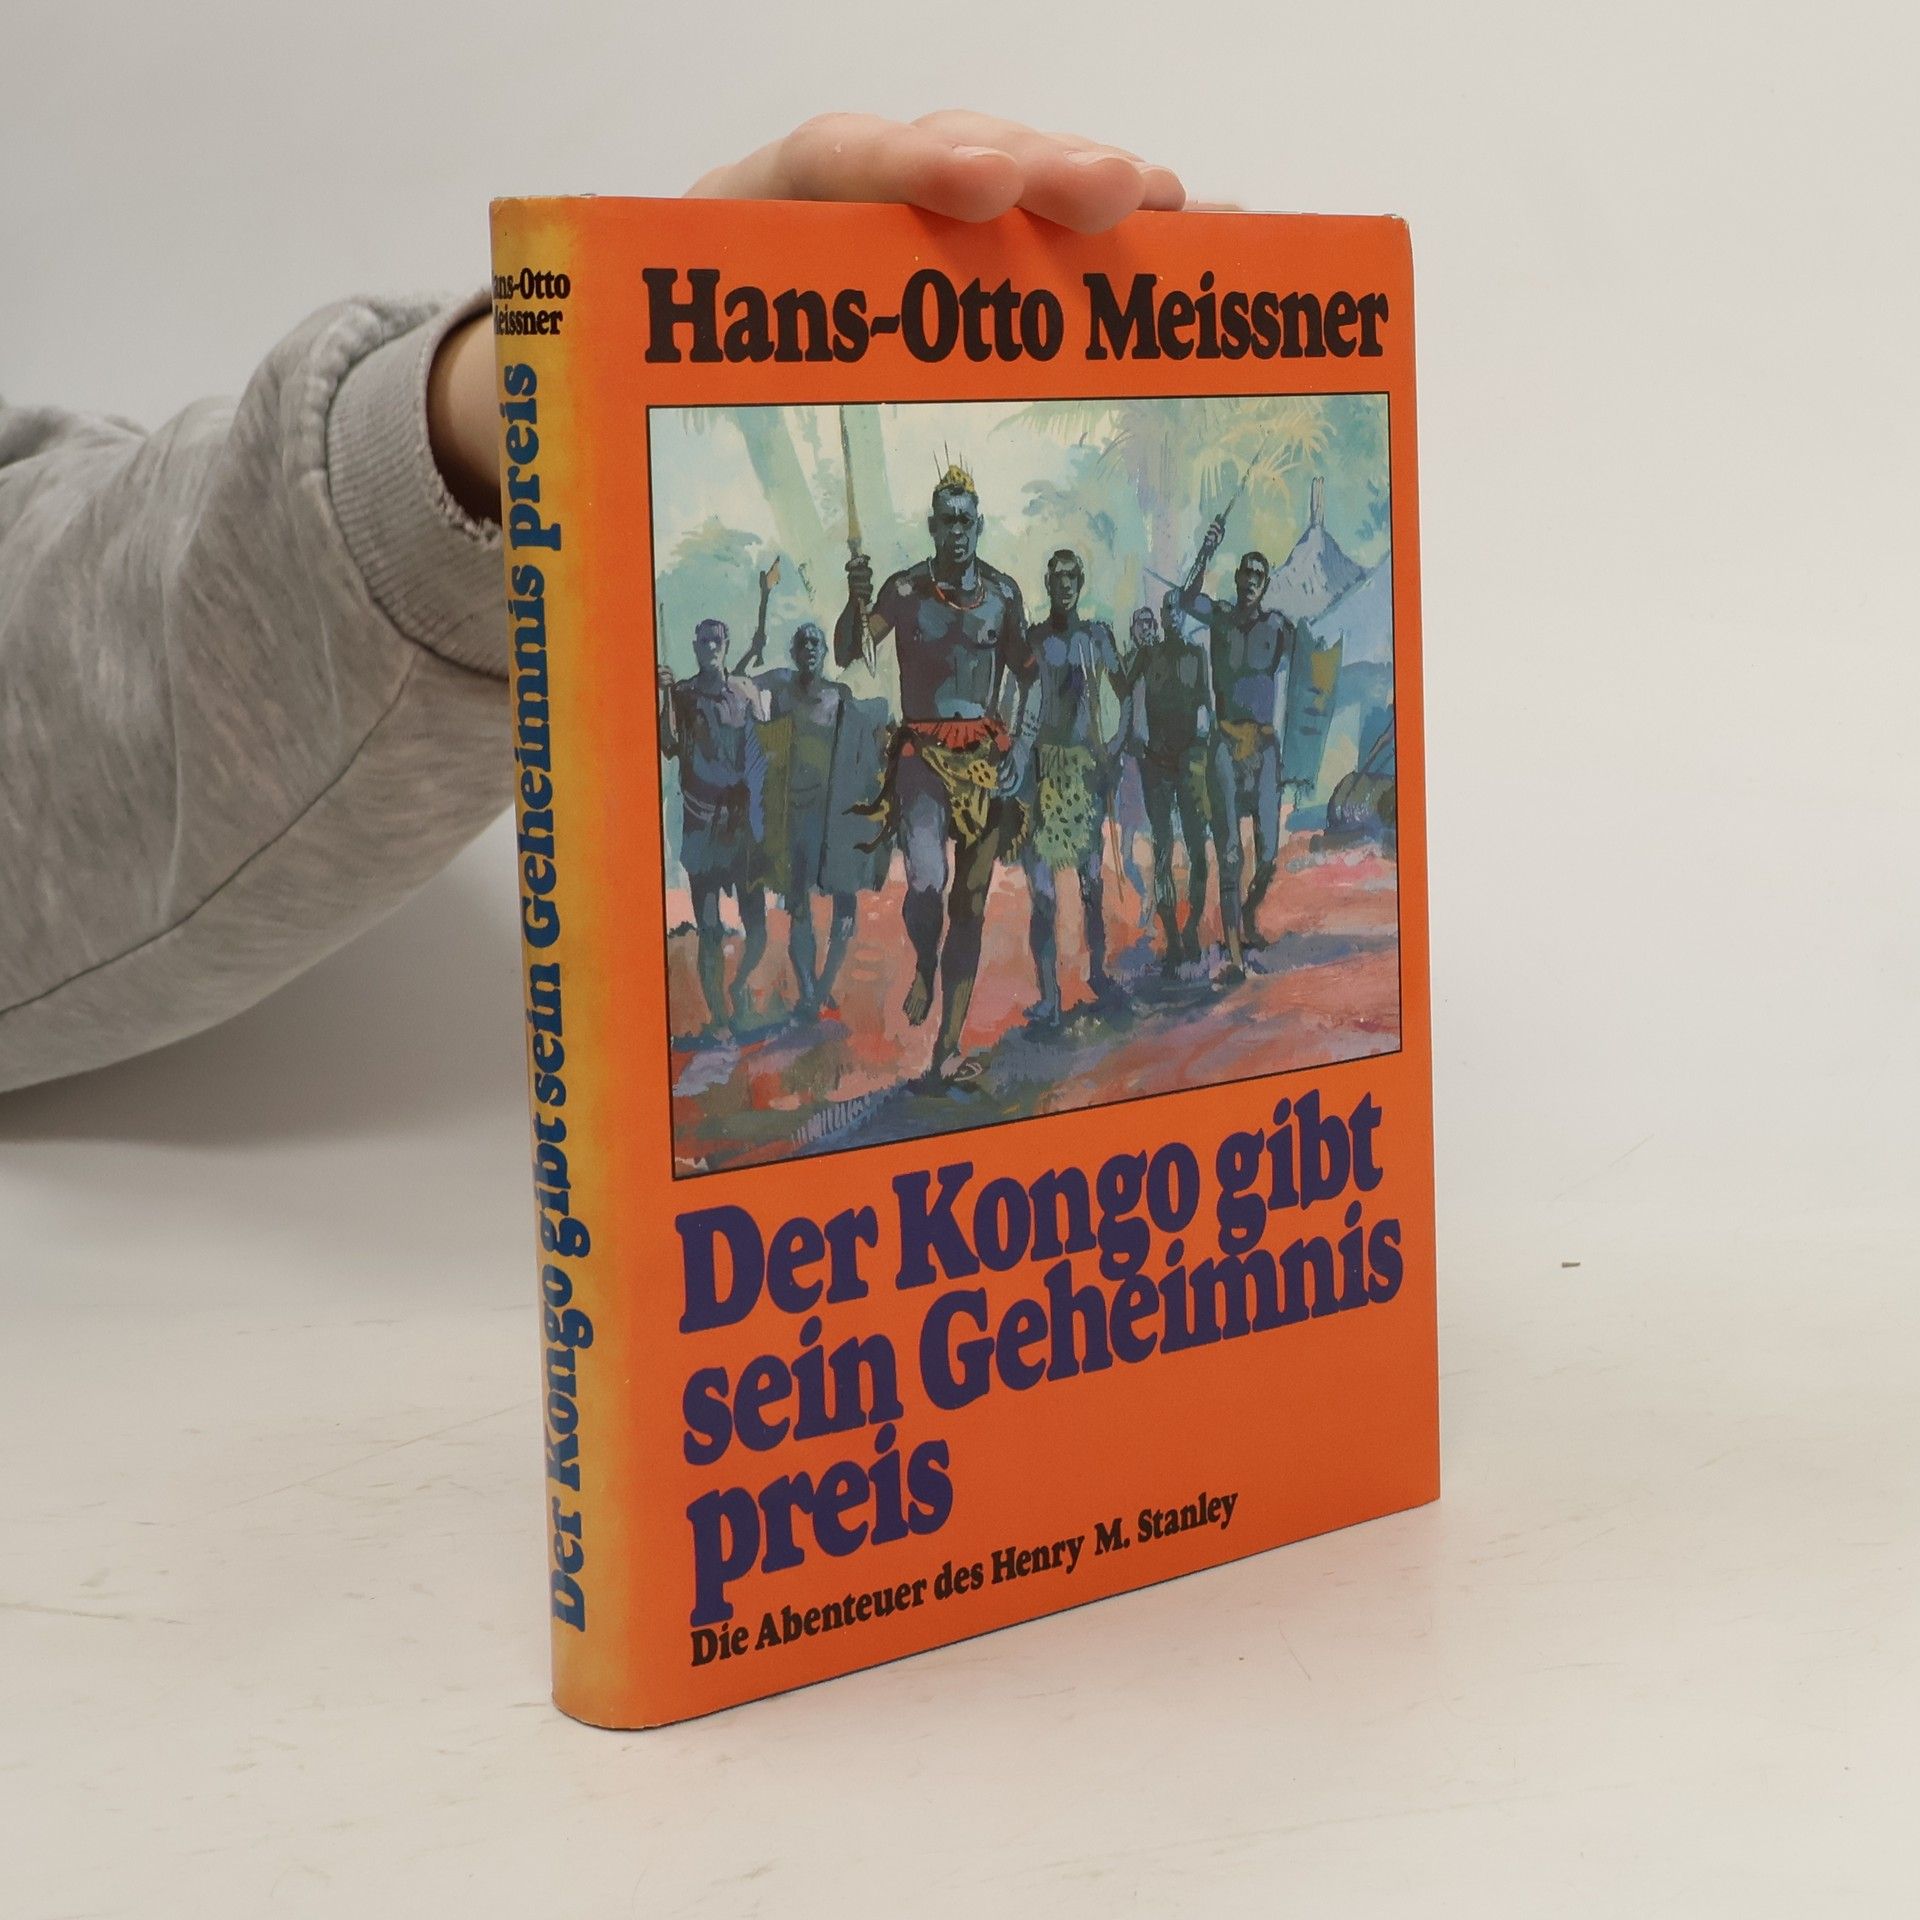 Hans-Otto Meissner
Der Kongo gibt
sein Geheimnis
preis
Die Abenteuer des Henry M. Stanley
Hans-Otto
Meissner
Der Kongo gibt sein Geheimnis preis